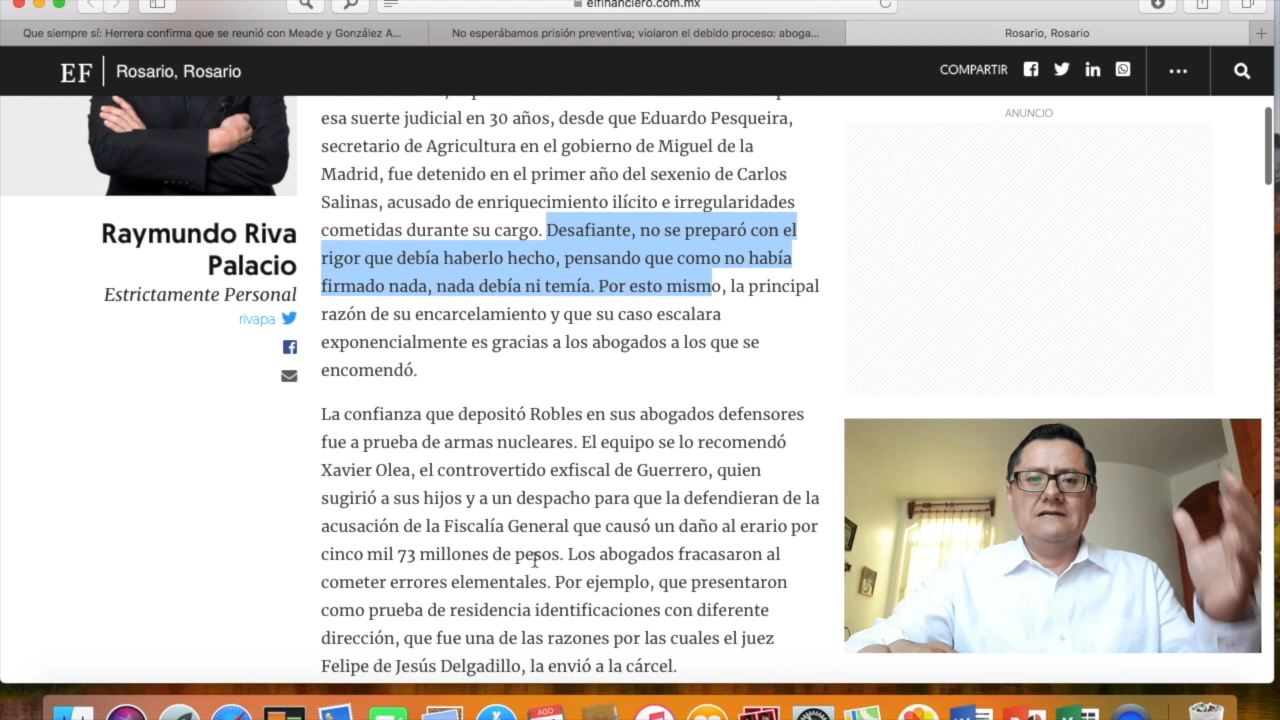 elfinanciero.com.mx
Que siempre sí: Herrera confirma que se reunió con Meade y González A...
No esperábamos prisión preventiva; violaron el debido proceso: aboga...
Rosario, Rosario
EF
Rosario, Rosario
COMPARTIR
ANUNCIO
Raymundo Riva
Palacio
Estrictamente Personal
rivapa
esa suerte judicial en 30 años, desde que Eduardo Pesqueira,
secretario de Agricultura en el gobierno de Miguel de la
Madrid, fue detenido en el primer año del sexenio de Carlos
Salinas, acusado de enriquecimiento ilícito e irregularidades
cometidas durante su cargo. Desafiante, no se preparó con el
rigor que debía haberlo hecho, pensando que como no había
firmado nada, nada debía ni temía. Por esto mismo, la principal
razón de su encarcelamiento y que su caso escalara
exponencialmente es gracias a los abogados a los que se
encomendó.
La confianza que depositó Robles en sus abogados defensores
fue a prueba de armas nucleares. El equipo se lo recomendó
Xavier Olea, el controvertido exfiscal de Guerrero, quien
sugirió a sus hijos y a un despacho para que la defendieran de la
acusación de la Fiscalía General que causó un daño al erario por
cinco mil 73 millones de pesos. Los abogados fracasaron al
cometer errores elementales. Por ejemplo, que presentaron
como prueba de residencia identificaciones con diferente
dirección, que fue una de las razones por las cuales el juez
Felipe de Jesús Delgadillo, la envió a la cárcel.
AGO